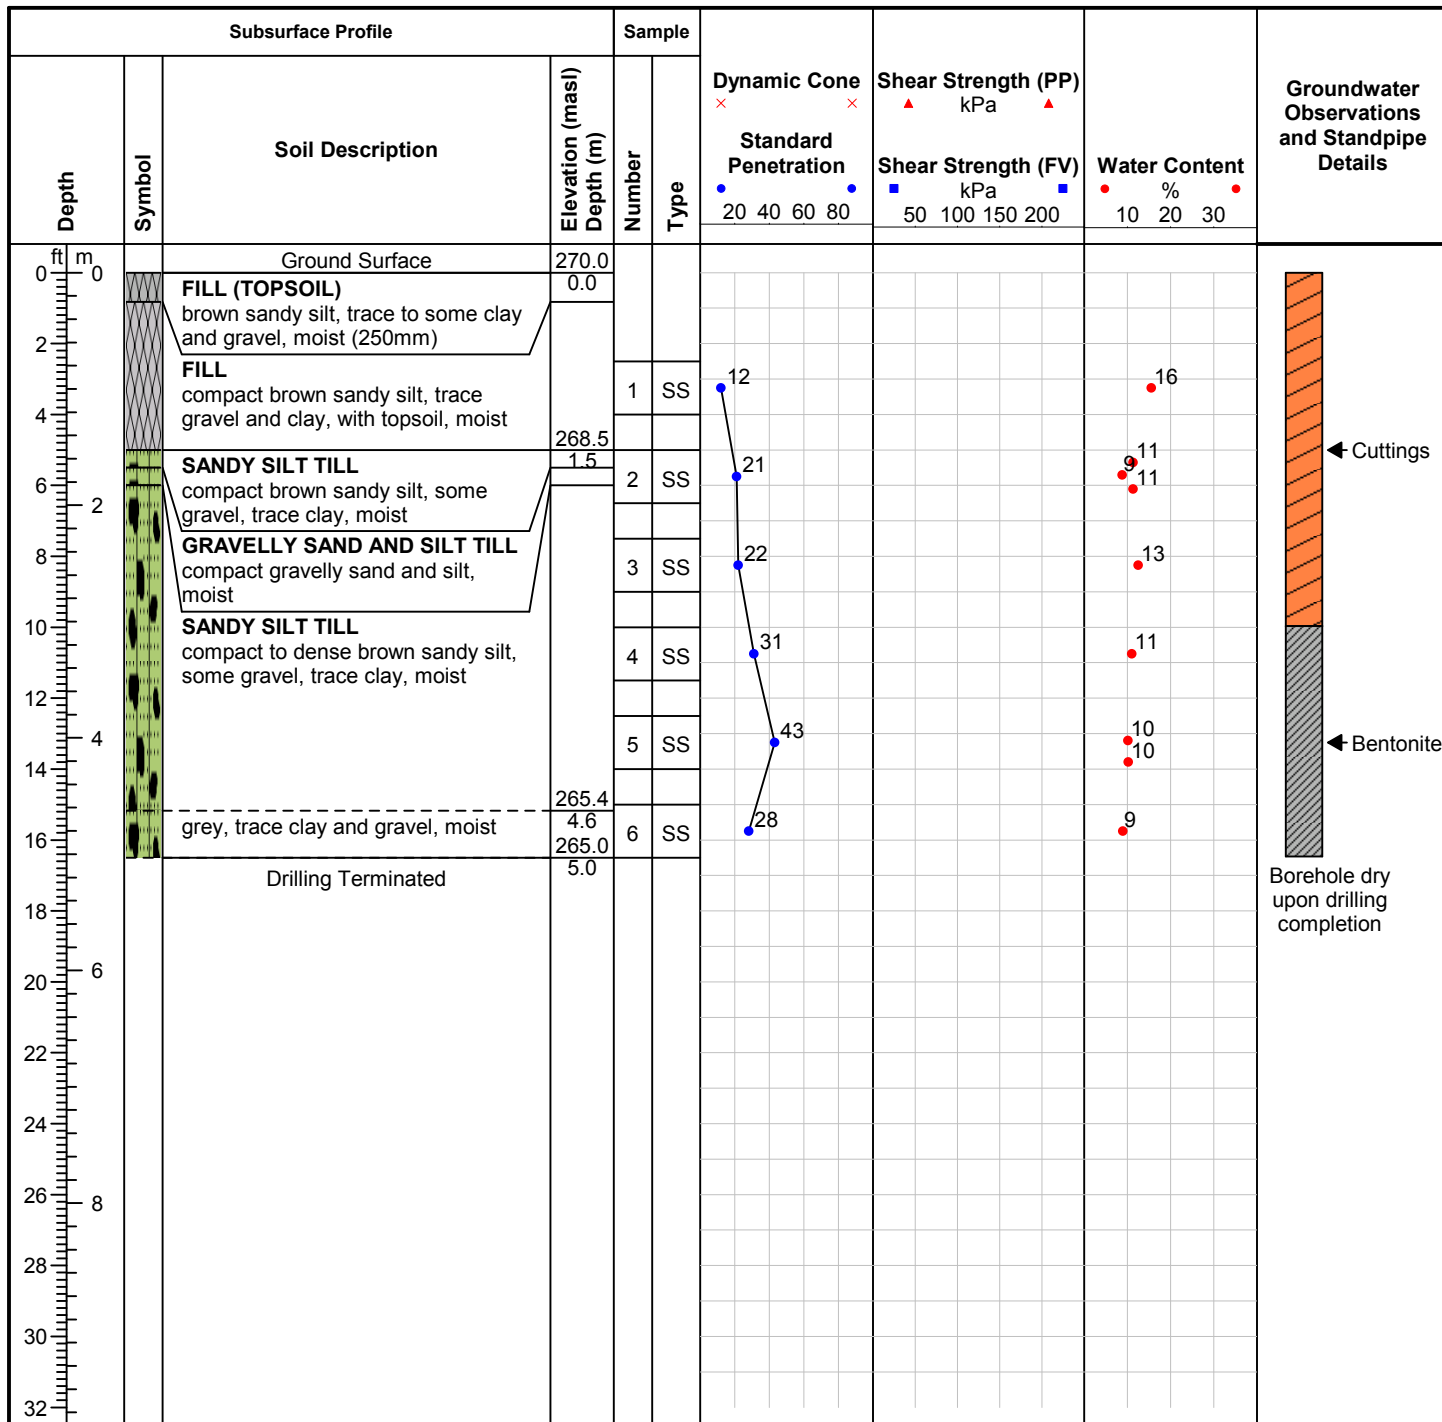 Subsurface Profile
Sample
Depth
Symbol
Soil Description
Elevation (masl)
Depth (m)
Number
Type
Dynamic Cone
Standard
Penetration
20 40 60 80
Shear Strength (PP)
kPa
Shear Strength (FV)
kPa
50 100 150 200
Water Content
%
10 20 30
Groundwater
Observations
and Standpipe
Details
ft m
Ground Surface
270.0
0 0
0.0
FILL (TOPSOIL)
brown sandy silt, trace to some clay
and gravel, moist (250mm)
2
FILL
compact brown sandy silt, trace
gravel and clay, with topsoil, moist
1 SS
12
16
4
268.5
1.5
SANDY SILT TILL
compact brown sandy silt, some
gravel, trace clay, moist
2 SS
21
11
9
11
Cuttings
6
2
GRAVELLY SAND AND SILT TILL
compact gravelly sand and silt,
moist
8
3 SS
22
13
10
SANDY SILT TILL
compact to dense brown sandy silt,
some gravel, trace clay, moist
4 SS
31
11
12
4
5 SS
43
10
10
Bentonite
14
265.4
4.6
grey, trace clay and gravel, moist
6 SS
28
9
16
265.0
5.0
Drilling Terminated
Borehole dry
upon drilling
completion
18
6
20
22
24
26
8
28
30
32